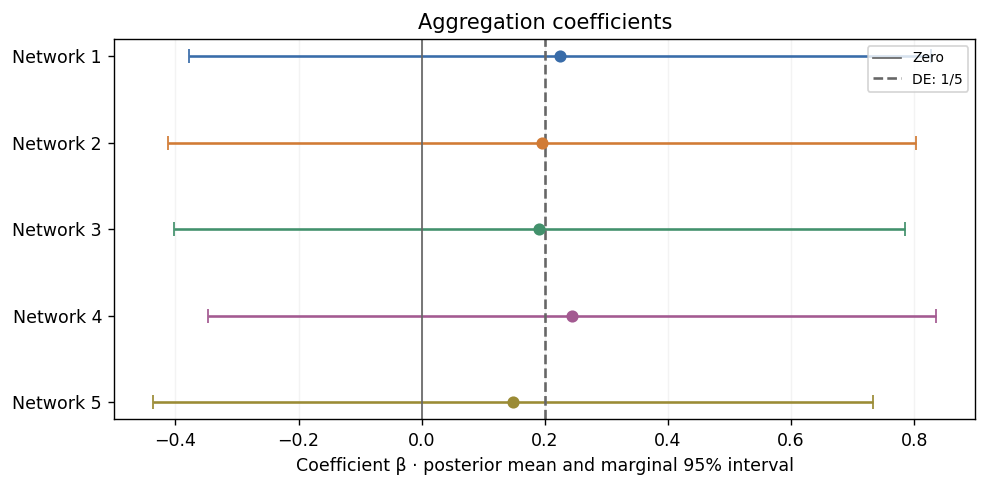 Aggregation coefficients
Network 1
Network 2
Network 3
Network 4
Network 5
Zero
DE: 1/5
−0.4 −0.2 0.0 0.2 0.4 0.6 0.8
Coefficient β · posterior mean and marginal 95% interval